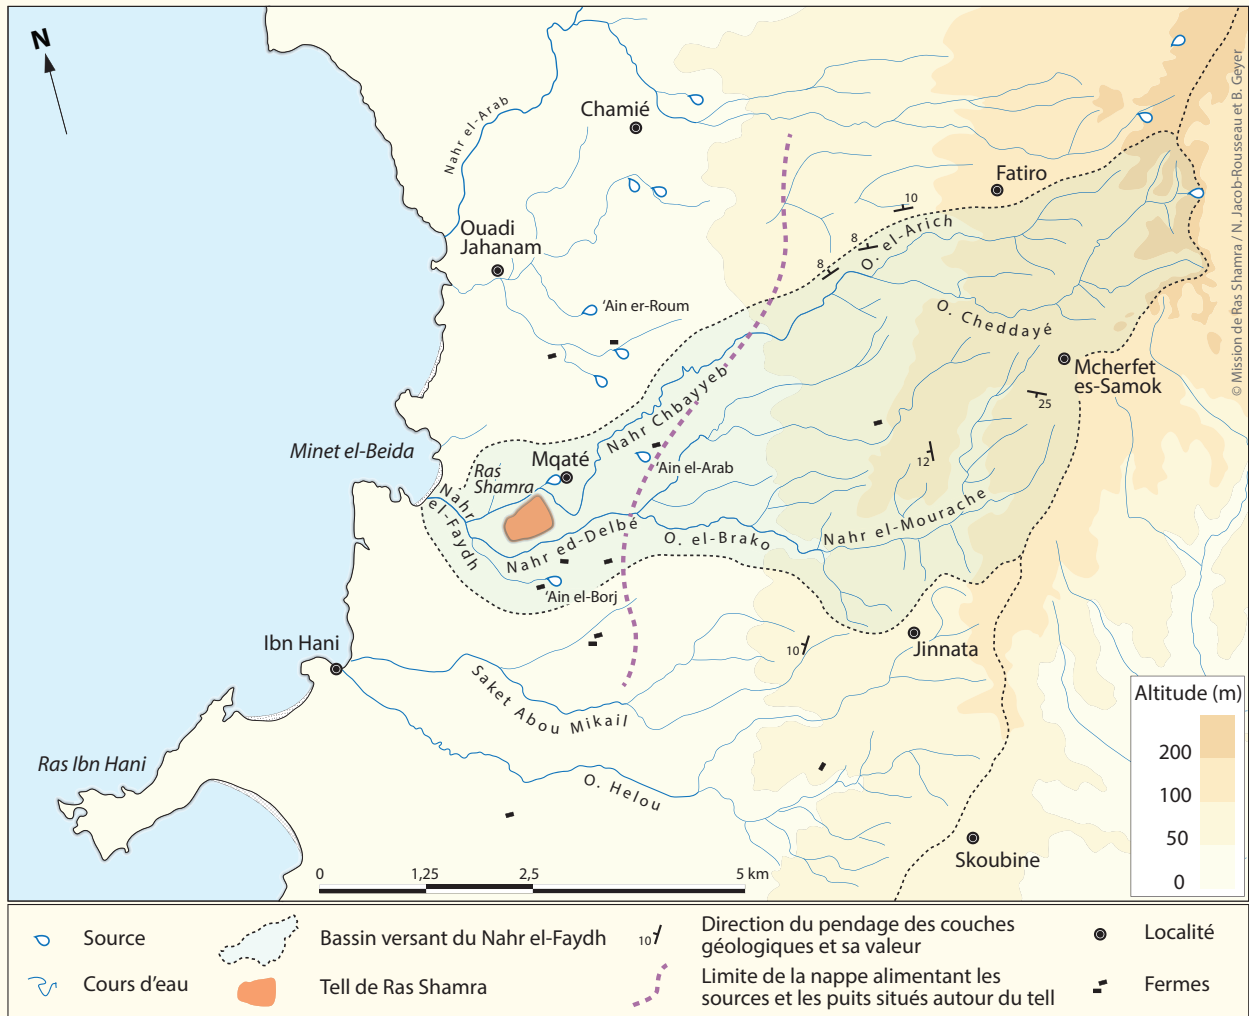 N
Nahr el-Arab
Chamié
Fatiro
Ouadi
Jahanam
10
8
8
O. el-Arich
'Ain er-Roum
O. Cheddayé
Mcherfet
es-Samok
25
Nahr Chbayyeb
Minet el-Beida
Ras
Shamra
Mqaté
'Ain el-Arab
12
Nahr
el-Faydh
Nahr ed-Delbé
O. el-Brako
Nahr el-Mourache
'Ain el-Borj
Ibn Hani
10
Jinnata
Saket Abou Mikail
Ras Ibn Hani
O. Helou
Skoubine
Altitude (m)
200
100
50
0
0
1,25
2,5
5 km
© Mission de Ras Shamra / N. Jacob-Rousseau et B. Geyer
Source
Cours d'eau
Bassin versant du Nahr el-Faydh
Tell de Ras Shamra
10
Direction du pendage des couches
géologiques et sa valeur
Limite de la nappe alimentant les
sources et les puits situés autour du tell
Localité
Fermes